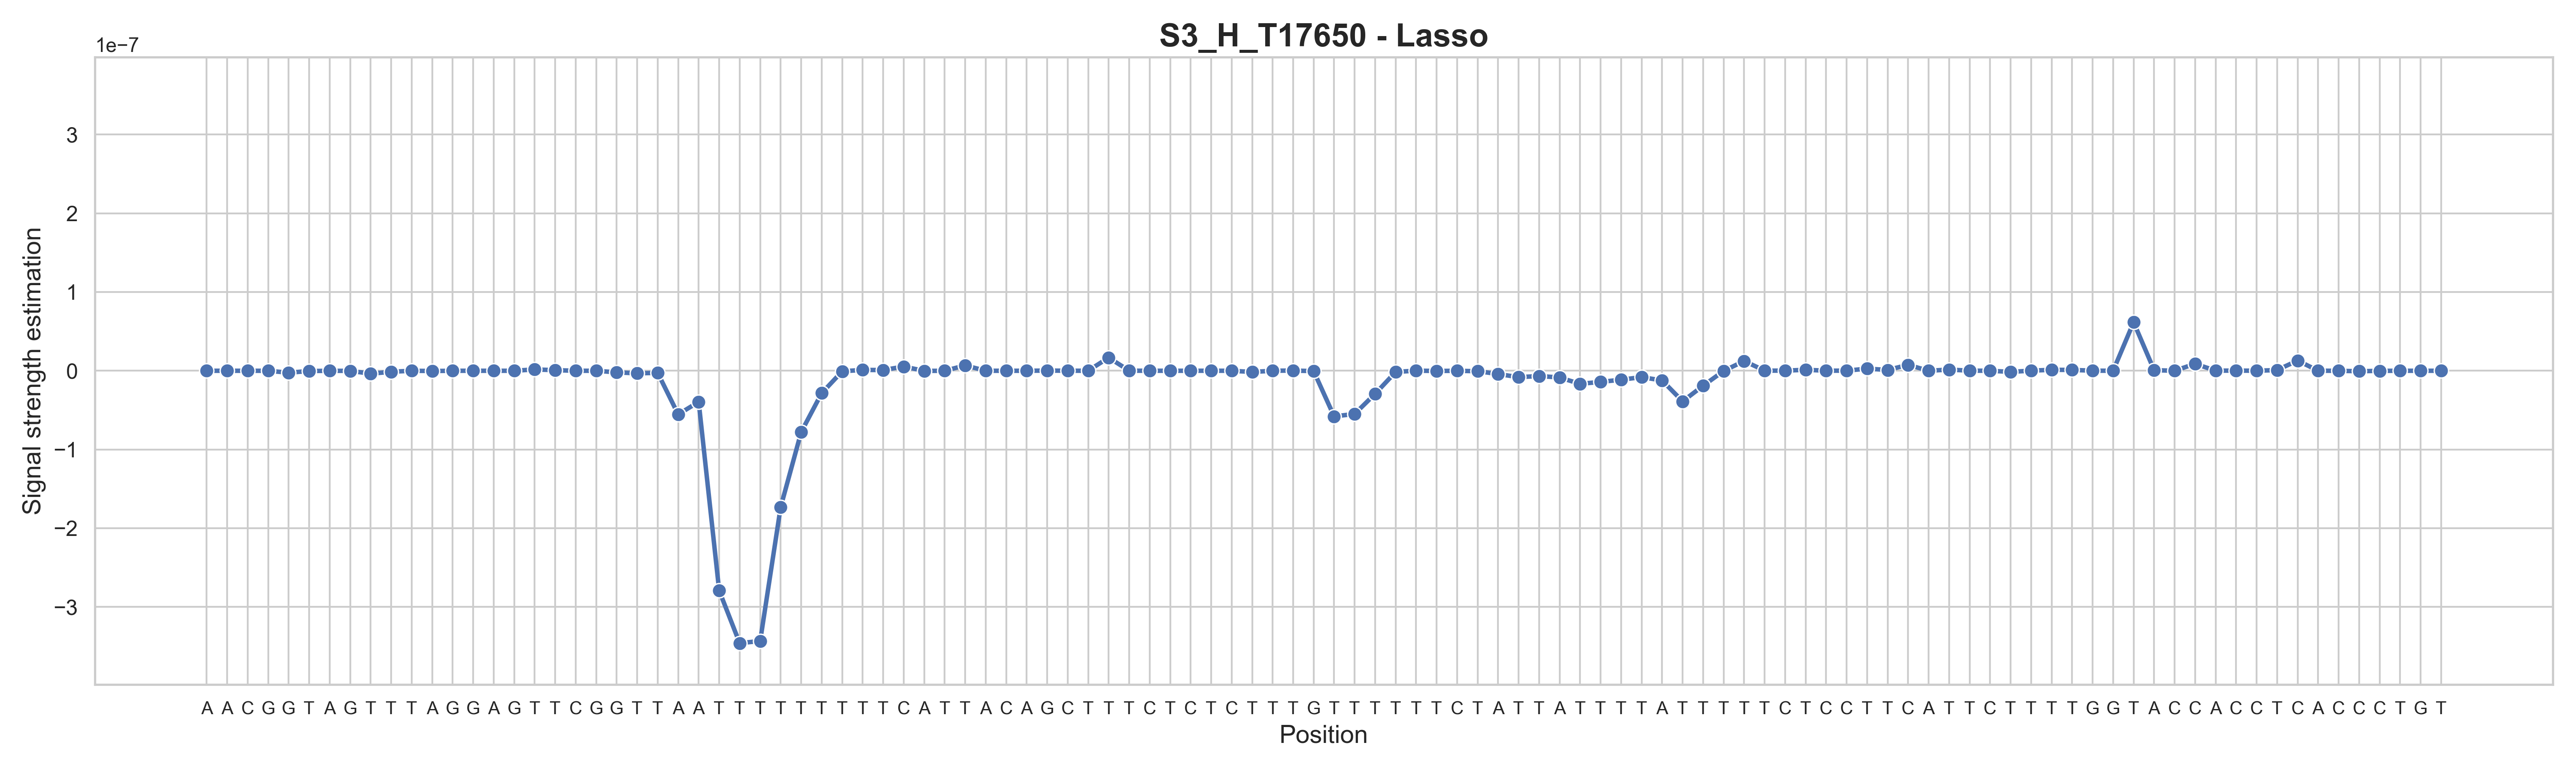 S3_H_T17650 - Lasso
1e−7
3
2
1
0
−1
−2
−3
Signal strength estimation
A A C G G T A G T T T A G G A G T T C G G T T A A T T T T T T T T T C A T T A C A G C T T T C T C T C T T T G T T T T T T C T A T T A T T T T A T T T T T C T C C T T C A T T C T T T T G G T A C C A C C T C A C C C T G T
Position